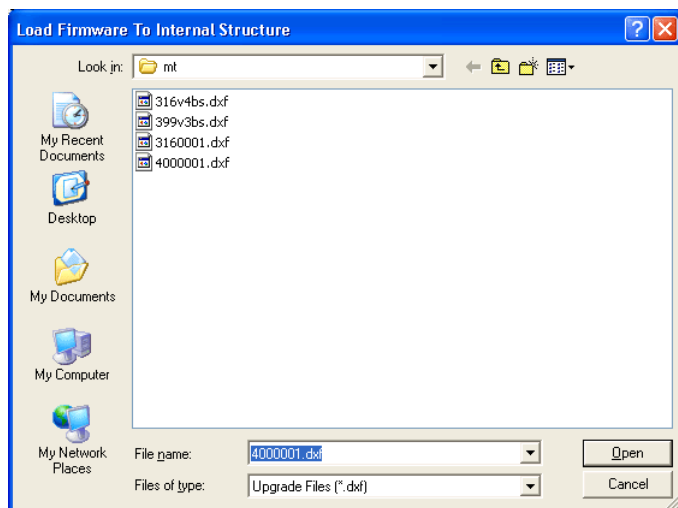 Load Firmware To Internal Structure
Look in: mt
316v4bs.dxf
399v3bs.dxf
3160001.dxf
4000001.dxf
My Recent
Documents
Desktop
My Documents
My Computer
My Network
Places
File name: 4000001.dxf Open
Files of type: Upgrade Files (*.dxf) Cancel